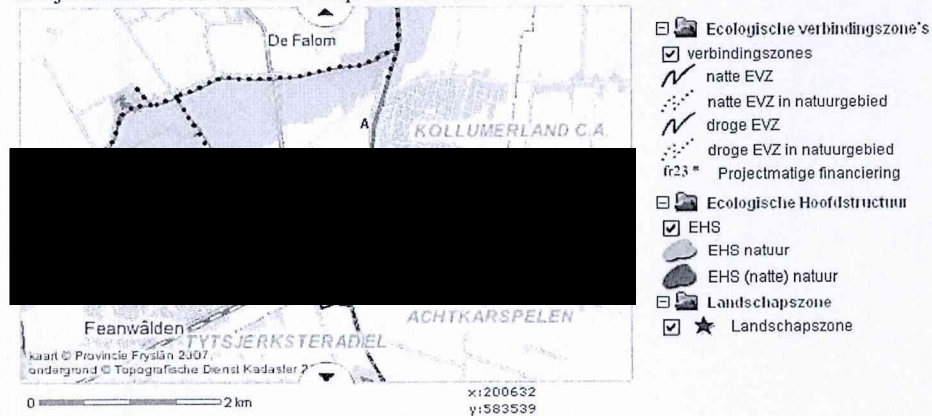 De Falom
A
KOLLUMERLAND C.A.
ACHTKARSPELEN
Feanwâlden
TYTSJERKSTERADIEL
kaart © Provincie Fryslân 2007,
ondergrond © Topografische Dienst Kadaster
0 2 km
x:200632
y:583539
Ecologische verbindingszone's
verbindingszones
natte EVZ
natte EVZ in natuurgebied
droge EVZ
droge EVZ in natuurgebied
fr23 * Projectmatige financiering
Ecologische Hoofdstructuur
EHS
EHS natuur
EHS (natte) natuur
Landschapszone
Landschapszone